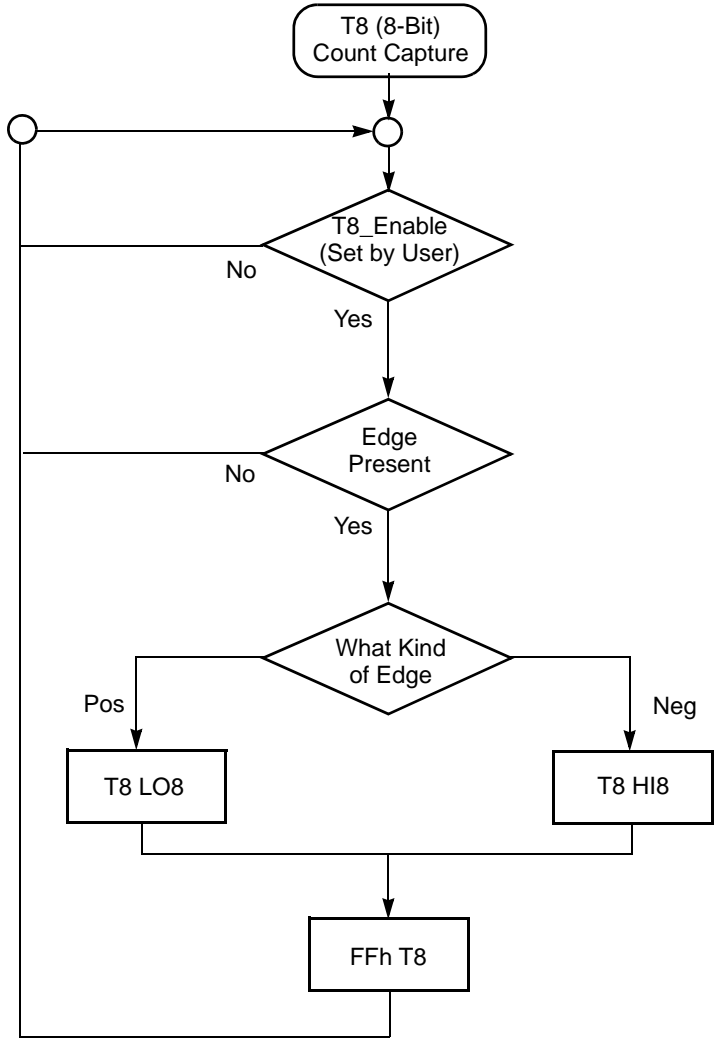 T8 (8-Bit)
Count Capture
T8_Enable
(Set by User)
No
Yes
Edge
Present
No
Yes
What Kind
of Edge
Pos
Neg
T8 LO8
T8 HI8
FFh T8